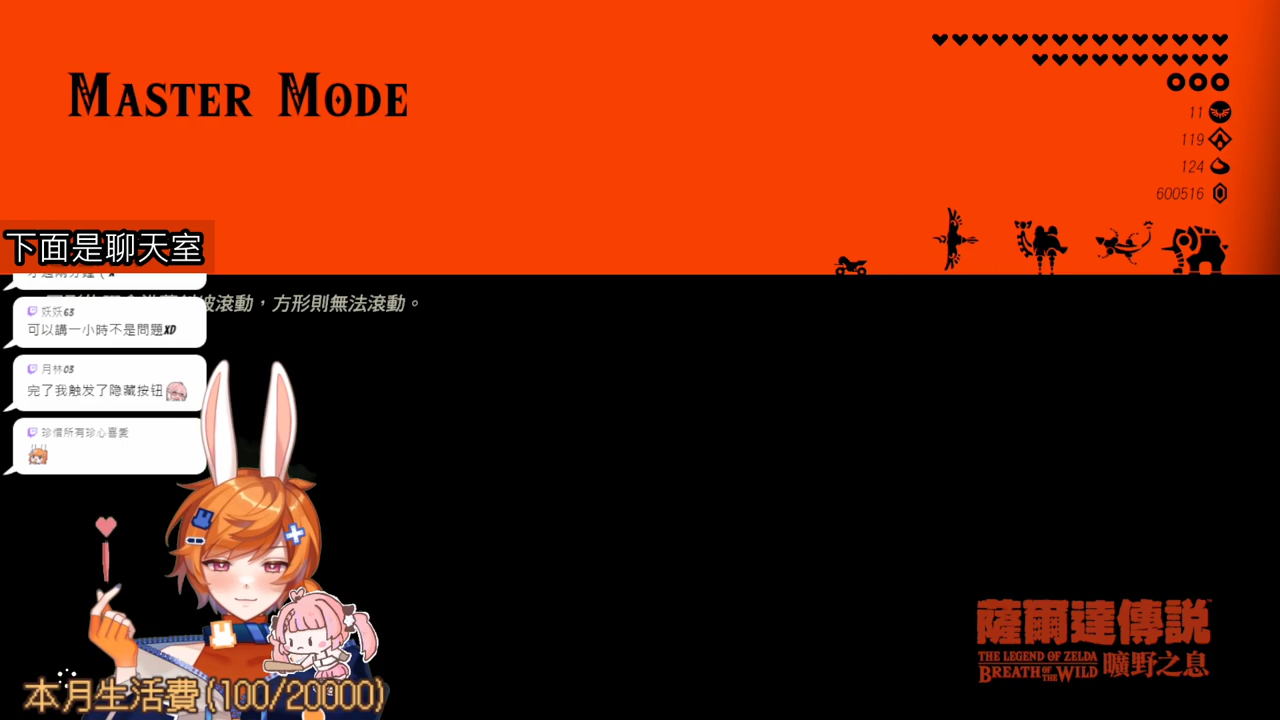 MASTER MODE
11
119
124
600516
下面是聊天室
妖妖63
可以講一小時不是問題XD
月林03
完了我触发了隐藏按钮
珍惜所有珍心喜愛
坡滾動，方形則無法滾動。
薩爾達傳說
THE LEGEND OF ZELDA
BREATH OF THE WILD 曠野之息
本月生活費(100/20000)